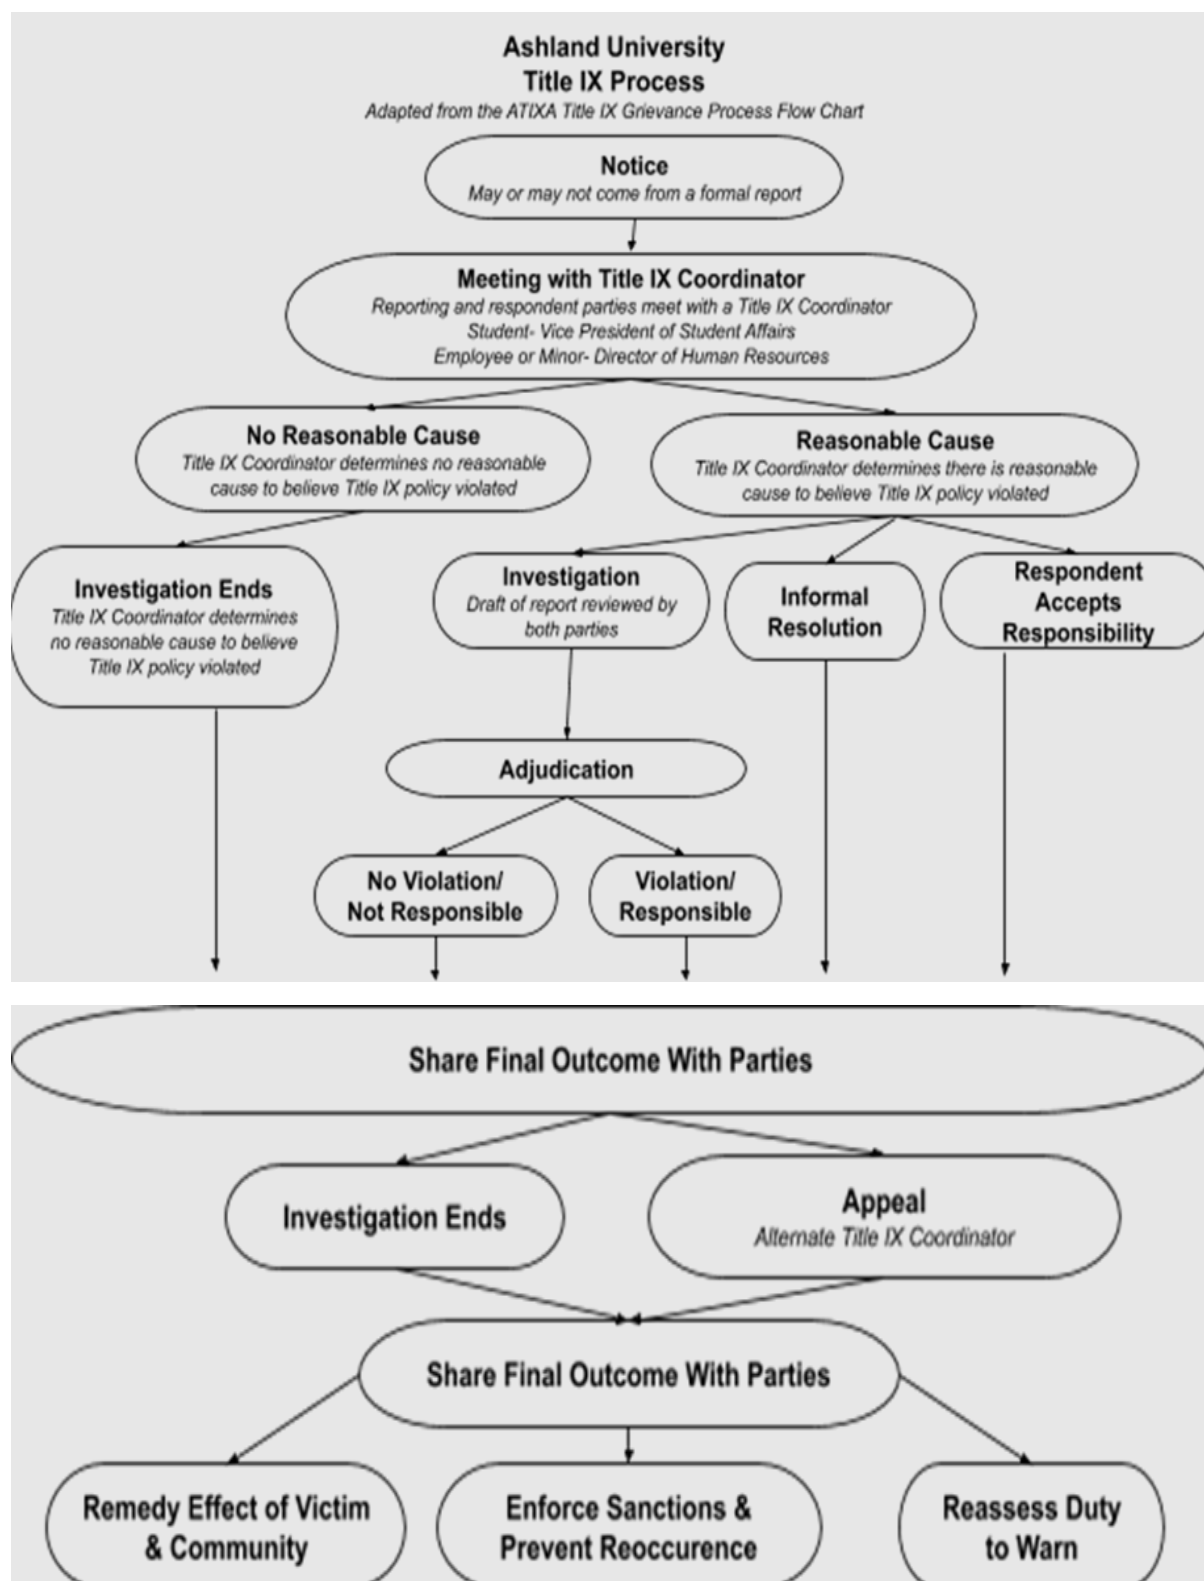 Ashland University
Title IX Process
Adapted from the ATIXA Title IX Grievance Process Flow Chart
Notice
May or may not come from a formal report
Meeting with Title IX Coordinator
Reporting and respondent parties meet with a Title IX Coordinator
Student- Vice President of Student Affairs
Employee or Minor- Director of Human Resources
No Reasonable Cause
Title IX Coordinator determines no reasonable
cause to believe Title IX policy violated
Reasonable Cause
Title IX Coordinator determines there is reasonable
cause to believe Title IX policy violated
Investigation Ends
Title IX Coordinator determines
no reasonable cause to believe
Title IX policy violated
Investigation
Draft of report reviewed by
both parties
Informal
Resolution
Respondent
Accepts
Responsibility
Adjudication
No Violation/
Not Responsible
Violation/
Responsible
Share Final Outcome With Parties
Investigation Ends
Appeal
Alternate Title IX Coordinator
Share Final Outcome With Parties
Remedy Effect of Victim
& Community
Enforce Sanctions &
Prevent Reoccurence
Reassess Duty
to Warn